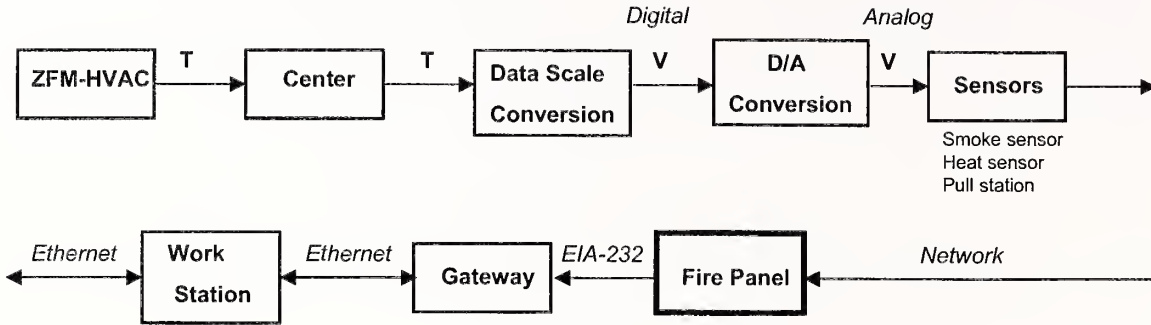 Digital
Analog
ZFM-HVAC
T
Center
T
Data Scale
Conversion
V
D/A
Conversion
V
Sensors
Smoke sensor
Heat sensor
Pull station
Ethernet
Work
Station
Ethernet
Gateway
EIA-232
Fire Panel
Network